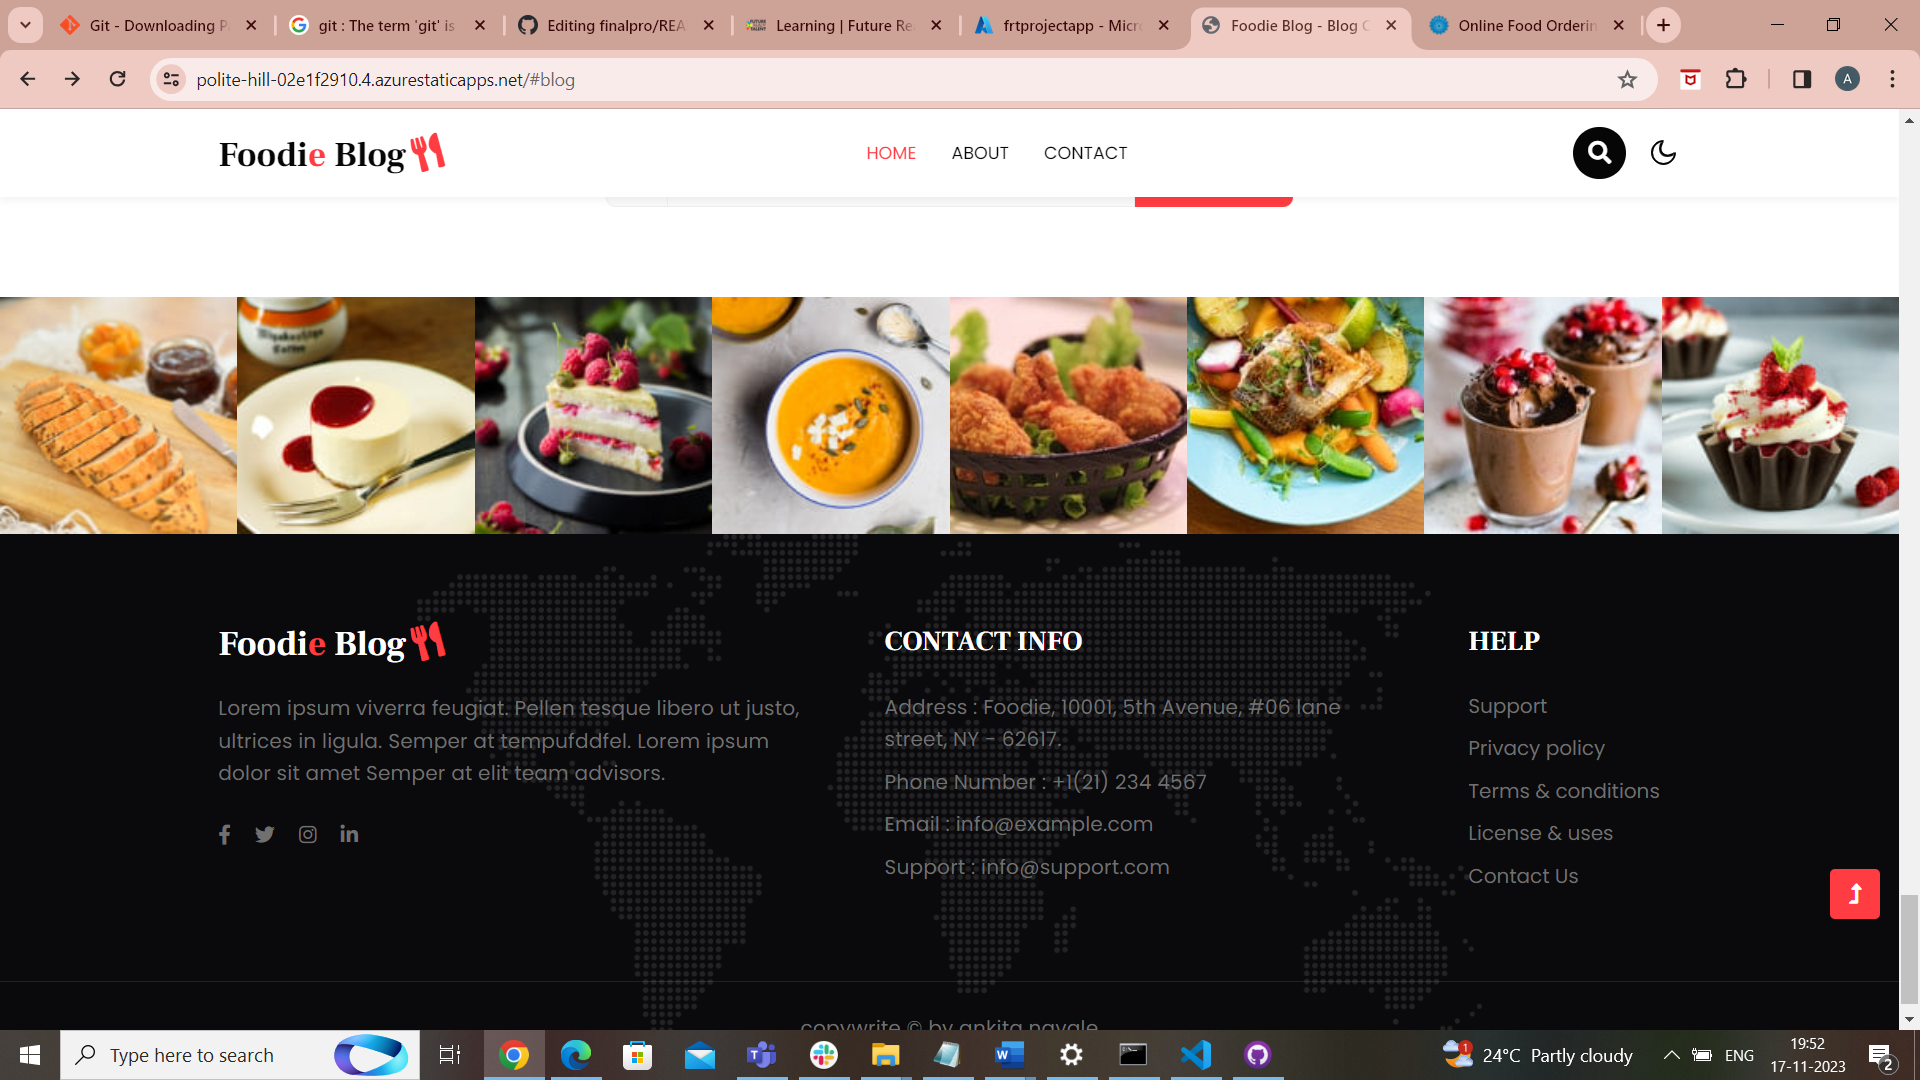 Git - Downloading P
git : The term 'git' is
Editing finalpro/REA
Learning | Future Re
frtprojectapp - Micr
Foodie Blog - Blog C
Online Food Orderin
polite-hill-02e1f2910.4.azurestaticapps.net/#blog
A
Foodie Blog
HOME
ABOUT
CONTACT
Foodie Blog
Lorem ipsum viverra feugiat. Pellen tesque libero ut justo,
ultrices in ligula. Semper at tempufddfel. Lorem ipsum
dolor sit amet Semper at elit team advisors.
CONTACT INFO
Address : Foodie, 10001, 5th Avenue, #06 lane
street, NY - 62617.
Phone Number : +1(21) 234 4567
Email : info@example.com
Support : info@support.com
HELP
Support
Privacy policy
Terms & conditions
License & uses
Contact Us
copywrite © by ankita navale
Type here to search
1
24°C Partly cloudy
ENG
19:52
17-11-2023
2